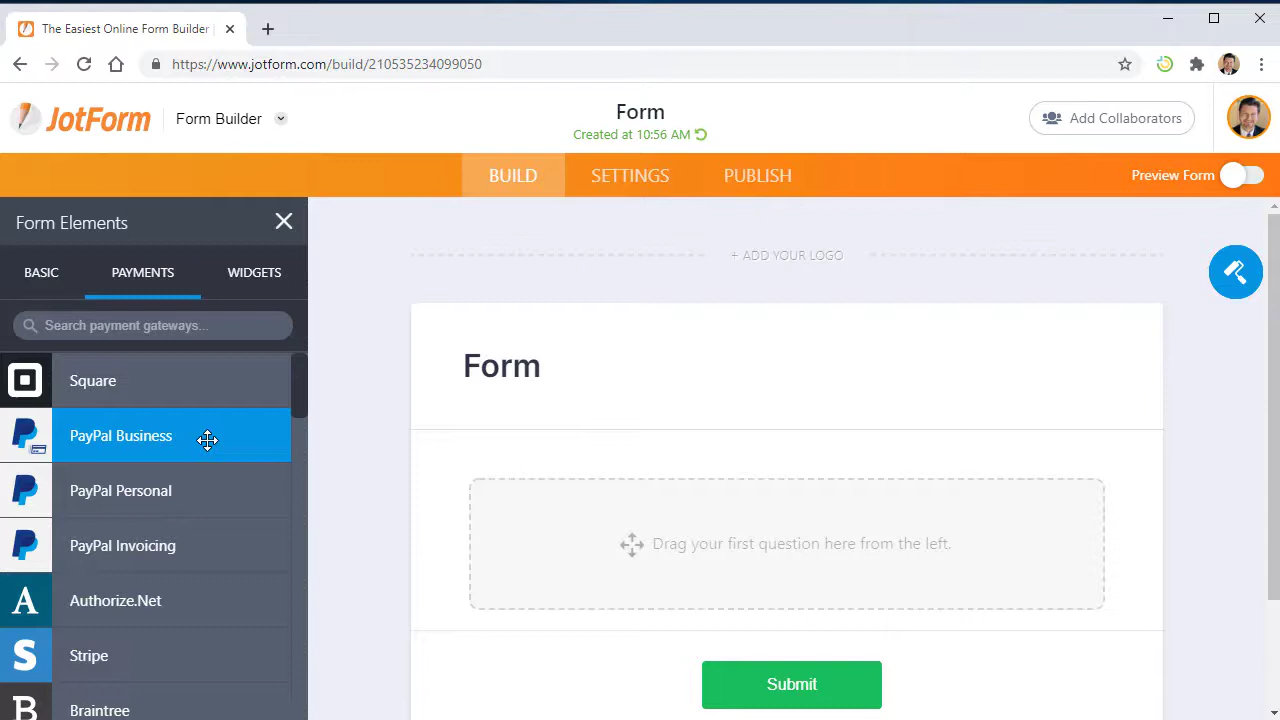 The Easiest Online Form Builder |
https://www.jotform.com/build/210535234099050
JotForm
Form Builder
Form
Created at 10:56 AM
Add Collaborators
BUILD
SETTINGS
PUBLISH
Preview Form
Form Elements
BASIC
PAYMENTS
WIDGETS
Search payment gateways...
Square
PayPal Business
PayPal Personal
PayPal Invoicing
A
Authorize.Net
S
Stripe
B
Braintree
+ ADD YOUR LOGO
Form
Drag your first question here from the left.
Submit